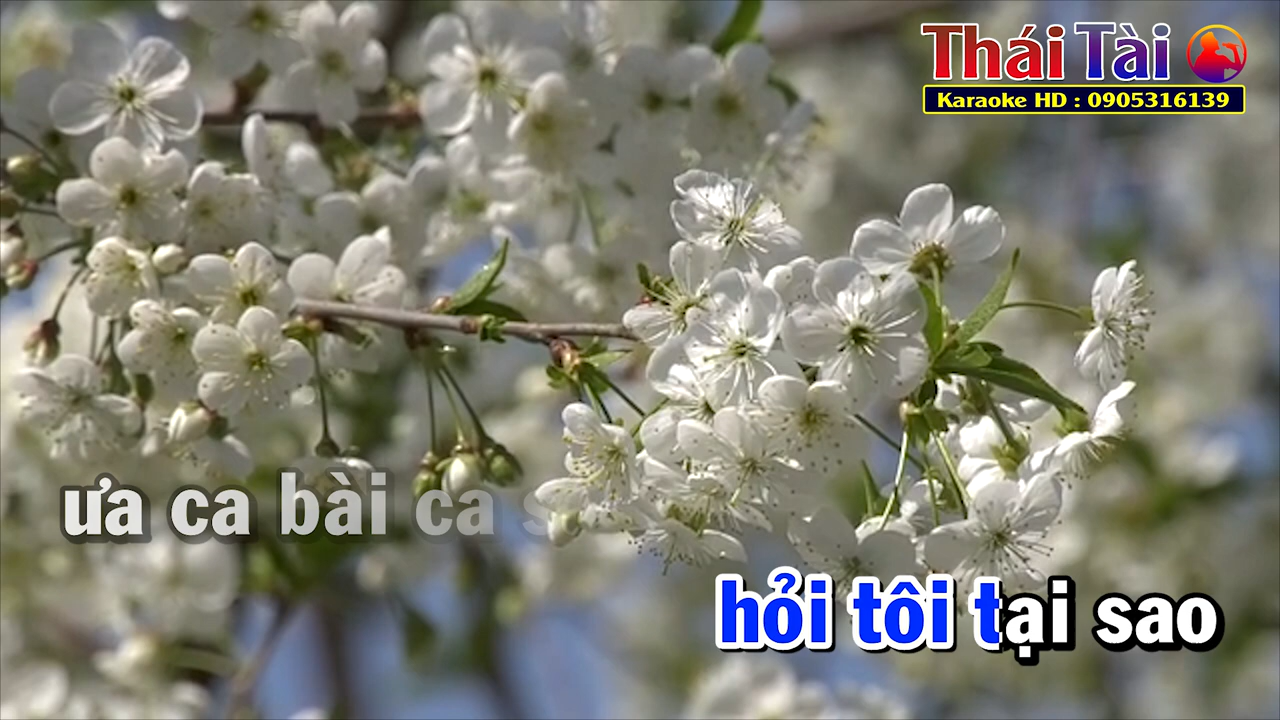 Thái Tài
Karaoke HD : 0905316139
ưa ca bài ca
hỏi tôi tại sao